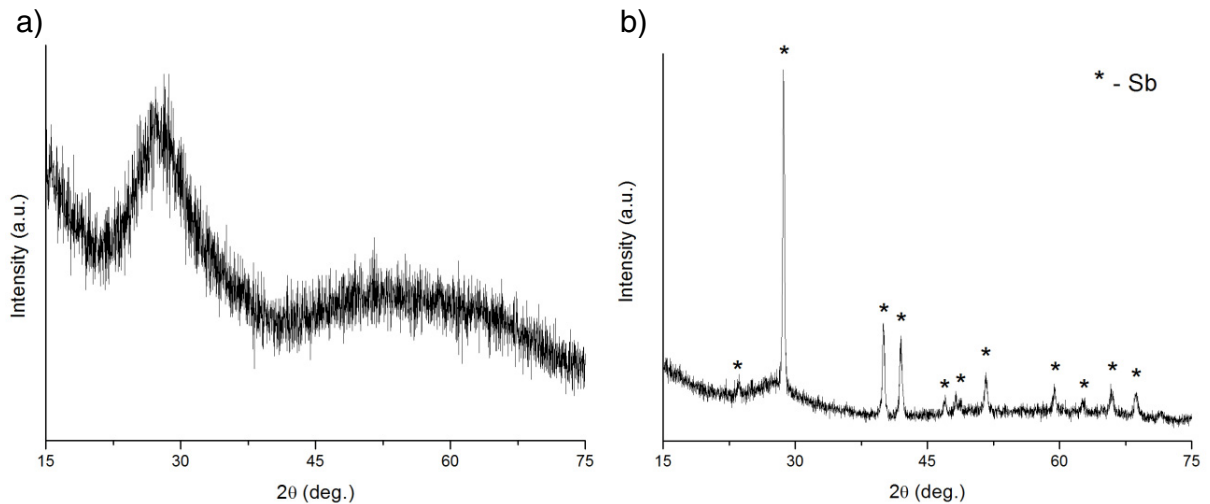 a)
Intensity (a.u.)
15 30 45 60 75
2θ (deg.)
b)
* - Sb
*
*
*
*
*
*
*
*
*
*
*
Intensity (a.u.)
15 30 45 60 75
2θ (deg.)